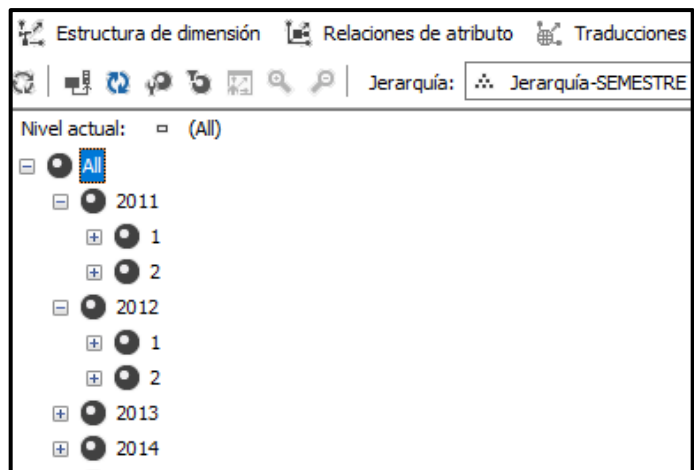 Estructura de dimensión Relaciones de atributo Traducciones
Jerarquía: Jerarquía-SEMESTRE
Nivel actual: (All)
All
2011
1
2
2012
1
2
2013
2014